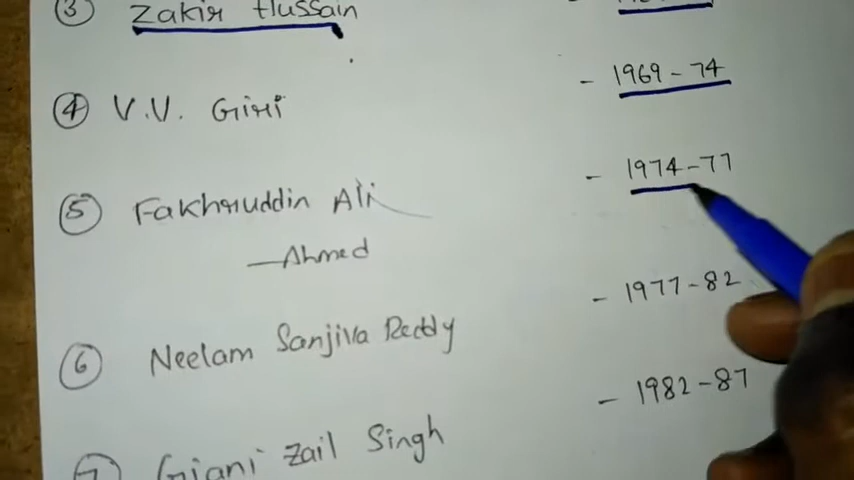 ③ Zakir Hussain
④ V.V. Giri - 1969 - 74
⑤ Fakhruddin Ali - 1974-77
—Ahmed
⑥ Neelam Sanjiva Reddy - 1977-82
⑦ Giani Zail Singh - 1982-87